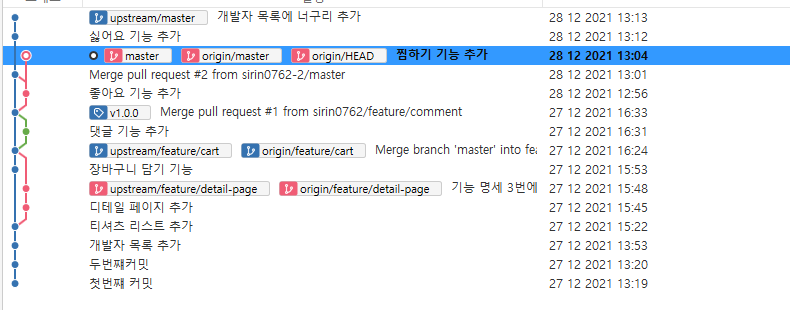 upstream/master 개발자 목록에 너구리 추가 28 12 2021 13:13
싫어요 기능 추가 28 12 2021 13:12
master origin/master origin/HEAD 찜하기 기능 추가 28 12 2021 13:04
Merge pull request #2 from sirin0762-2/master 28 12 2021 13:01
좋아요 기능 추가 28 12 2021 12:56
v1.0.0 Merge pull request #1 from sirin0762/feature/comment 27 12 2021 16:33
댓글 기능 추가 27 12 2021 16:31
upstream/feature/cart origin/feature/cart Merge branch 'master' into fea 27 12 2021 16:24
장바구니 담기 기능 27 12 2021 15:53
upstream/feature/detail-page origin/feature/detail-page 기능 명세 3번에 27 12 2021 15:48
디테일 페이지 추가 27 12 2021 15:45
티셔츠 리스트 추가 27 12 2021 15:22
개발자 목록 추가 27 12 2021 13:53
두번째커밋 27 12 2021 13:20
첫번째 커밋 27 12 2021 13:19